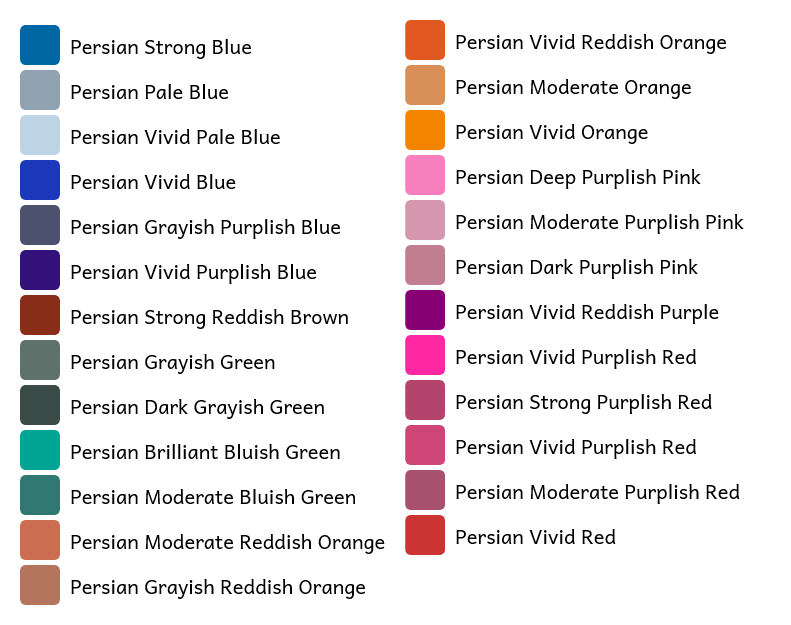 Persian Strong Blue
Persian Pale Blue
Persian Vivid Pale Blue
Persian Vivid Blue
Persian Grayish Purplish Blue
Persian Vivid Purplish Blue
Persian Strong Reddish Brown
Persian Grayish Green
Persian Dark Grayish Green
Persian Brilliant Bluish Green
Persian Moderate Bluish Green
Persian Moderate Reddish Orange
Persian Grayish Reddish Orange
Persian Vivid Reddish Orange
Persian Moderate Orange
Persian Vivid Orange
Persian Deep Purplish Pink
Persian Moderate Purplish Pink
Persian Dark Purplish Pink
Persian Vivid Reddish Purple
Persian Vivid Purplish Red
Persian Strong Purplish Red
Persian Vivid Purplish Red
Persian Moderate Purplish Red
Persian Vivid Red